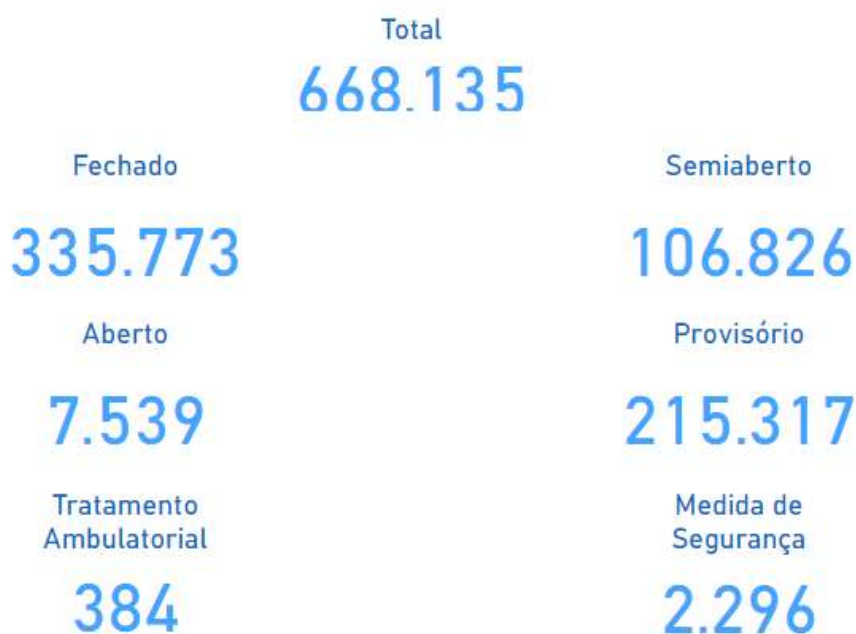 Total
668.135
Fechado
Semiaberto
335.773
106.826
Aberto
Provisório
7.539
215.317
Tratamento
Ambulatorial
Medida de
Segurança
384
2.296